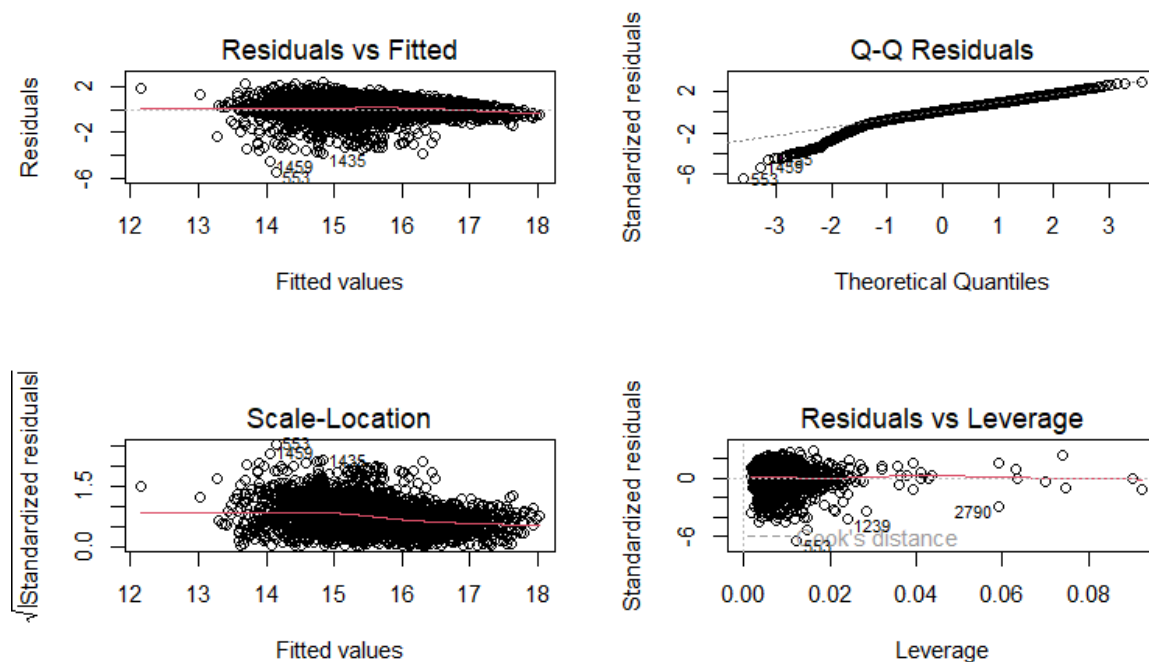 Residuals vs Fitted
Residuals
2
-2
-6
1459
1435
553
12 13 14 15 16 17 18
Fitted values
Q-Q Residuals
Standardized residuals
2
-2
-6
1459
553
-3 -2 -1 0 1 2 3
Theoretical Quantiles
Scale-Location
√|Standardized residuals|
1.5
0.0
553
1459
1435
12 13 14 15 16 17 18
Fitted values
Residuals vs Leverage
Standardized residuals
0
-6
2790
1239
Cook's distance
553
0.00 0.02 0.04 0.06 0.08
Leverage